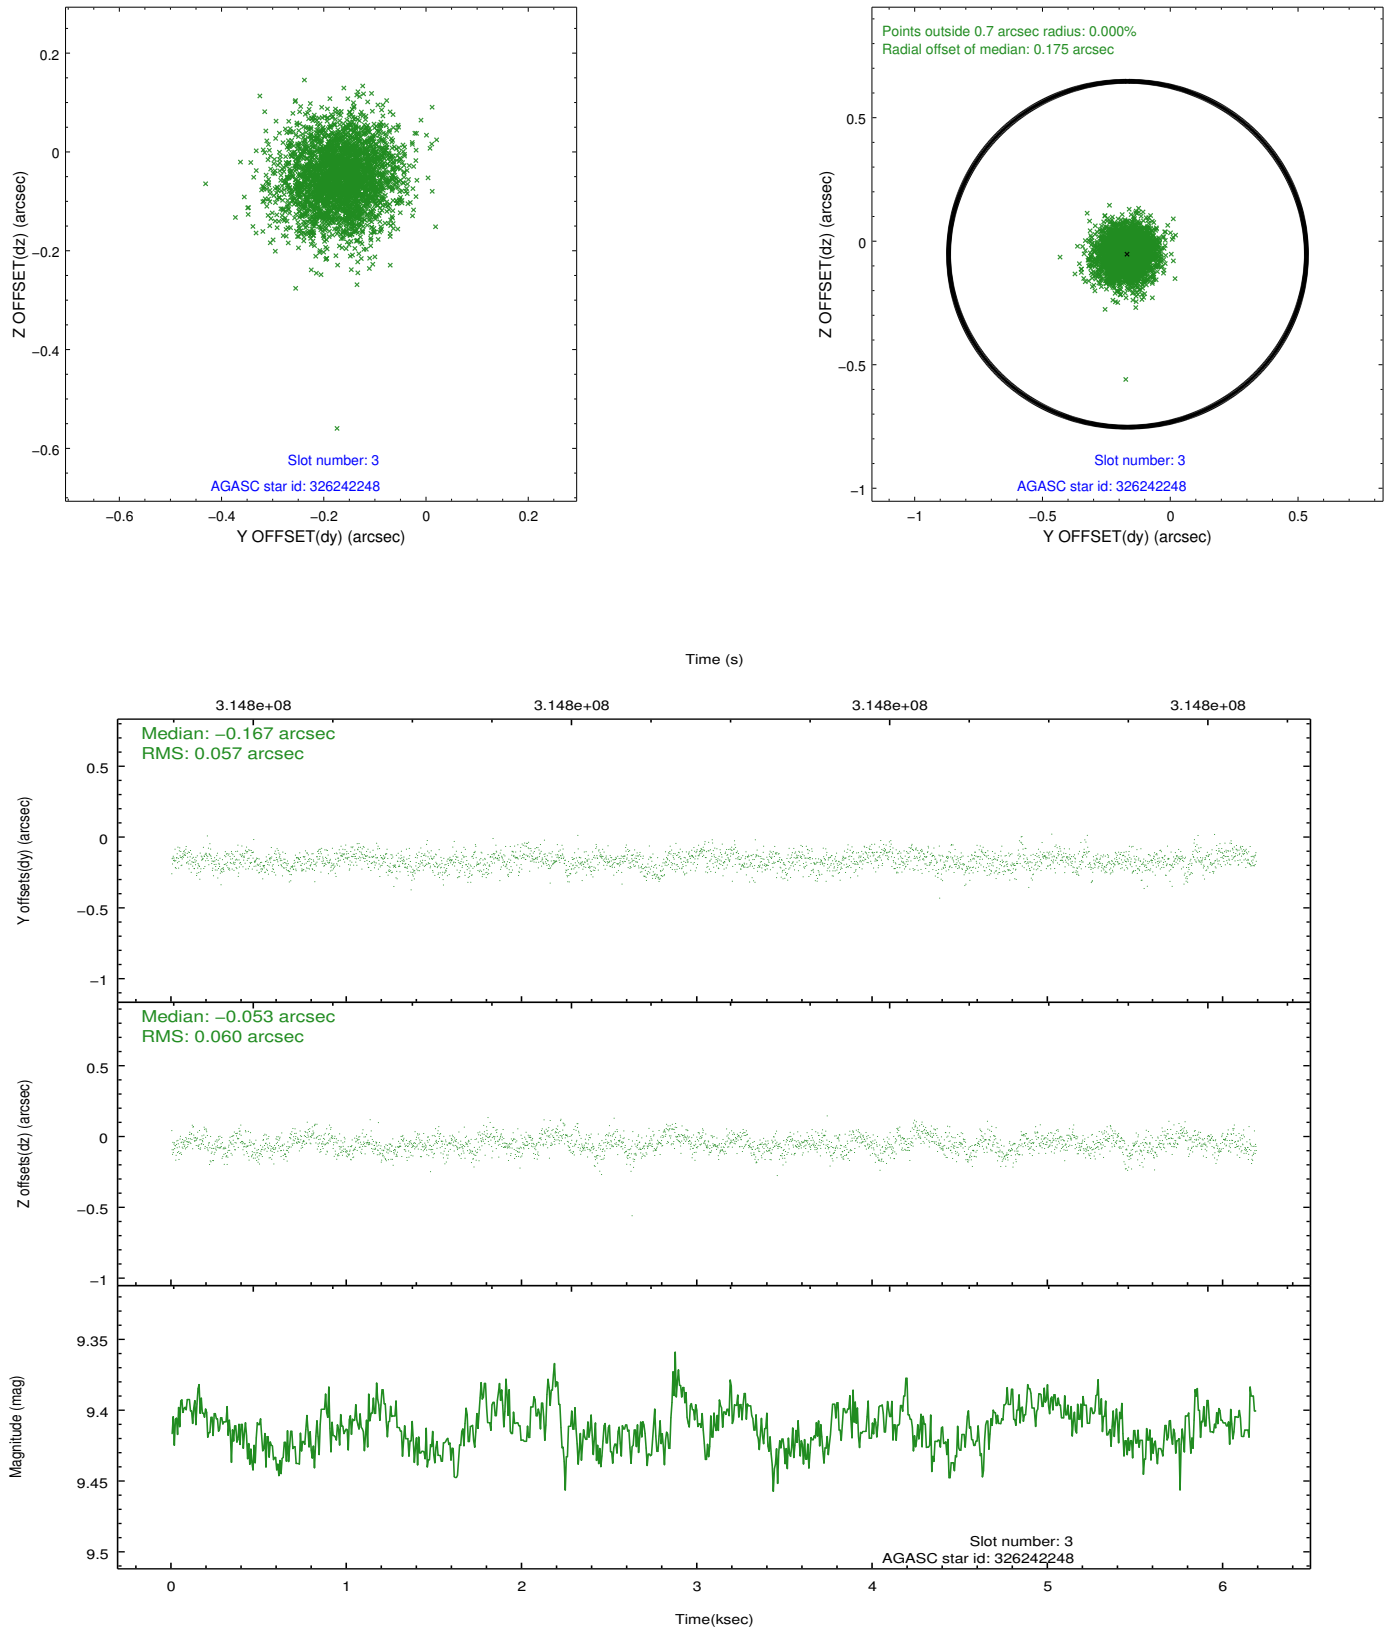 0.2
0
−0.2
−0.4
−0.6
Z OFFSET(dz) (arcsec)
Slot number: 3
AGASC star id: 326242248
−0.6
−0.4
−0.2
0
0.2
Y OFFSET(dy) (arcsec)
Points outside 0.7 arcsec radius: 0.000%
Radial offset of median: 0.175 arcsec
0.5
0
−0.5
−1
Z OFFSET(dz) (arcsec)
Slot number: 3
AGASC star id: 326242248
−1
−0.5
0
0.5
Y OFFSET(dy) (arcsec)
Time (s)
3.148e+08
3.148e+08
3.148e+08
3.148e+08
Median: −0.167 arcsec
RMS: 0.057 arcsec
0.5
0
−0.5
−1
Y offsets(dy) (arcsec)
Median: −0.053 arcsec
RMS: 0.060 arcsec
0.5
0
−0.5
−1
Z offsets(dz) (arcsec)
9.35
9.4
9.45
9.5
Magnitude (mag)
Slot number: 3
AGASC star id: 326242248
0
1
2
3
4
5
6
Time(ksec)